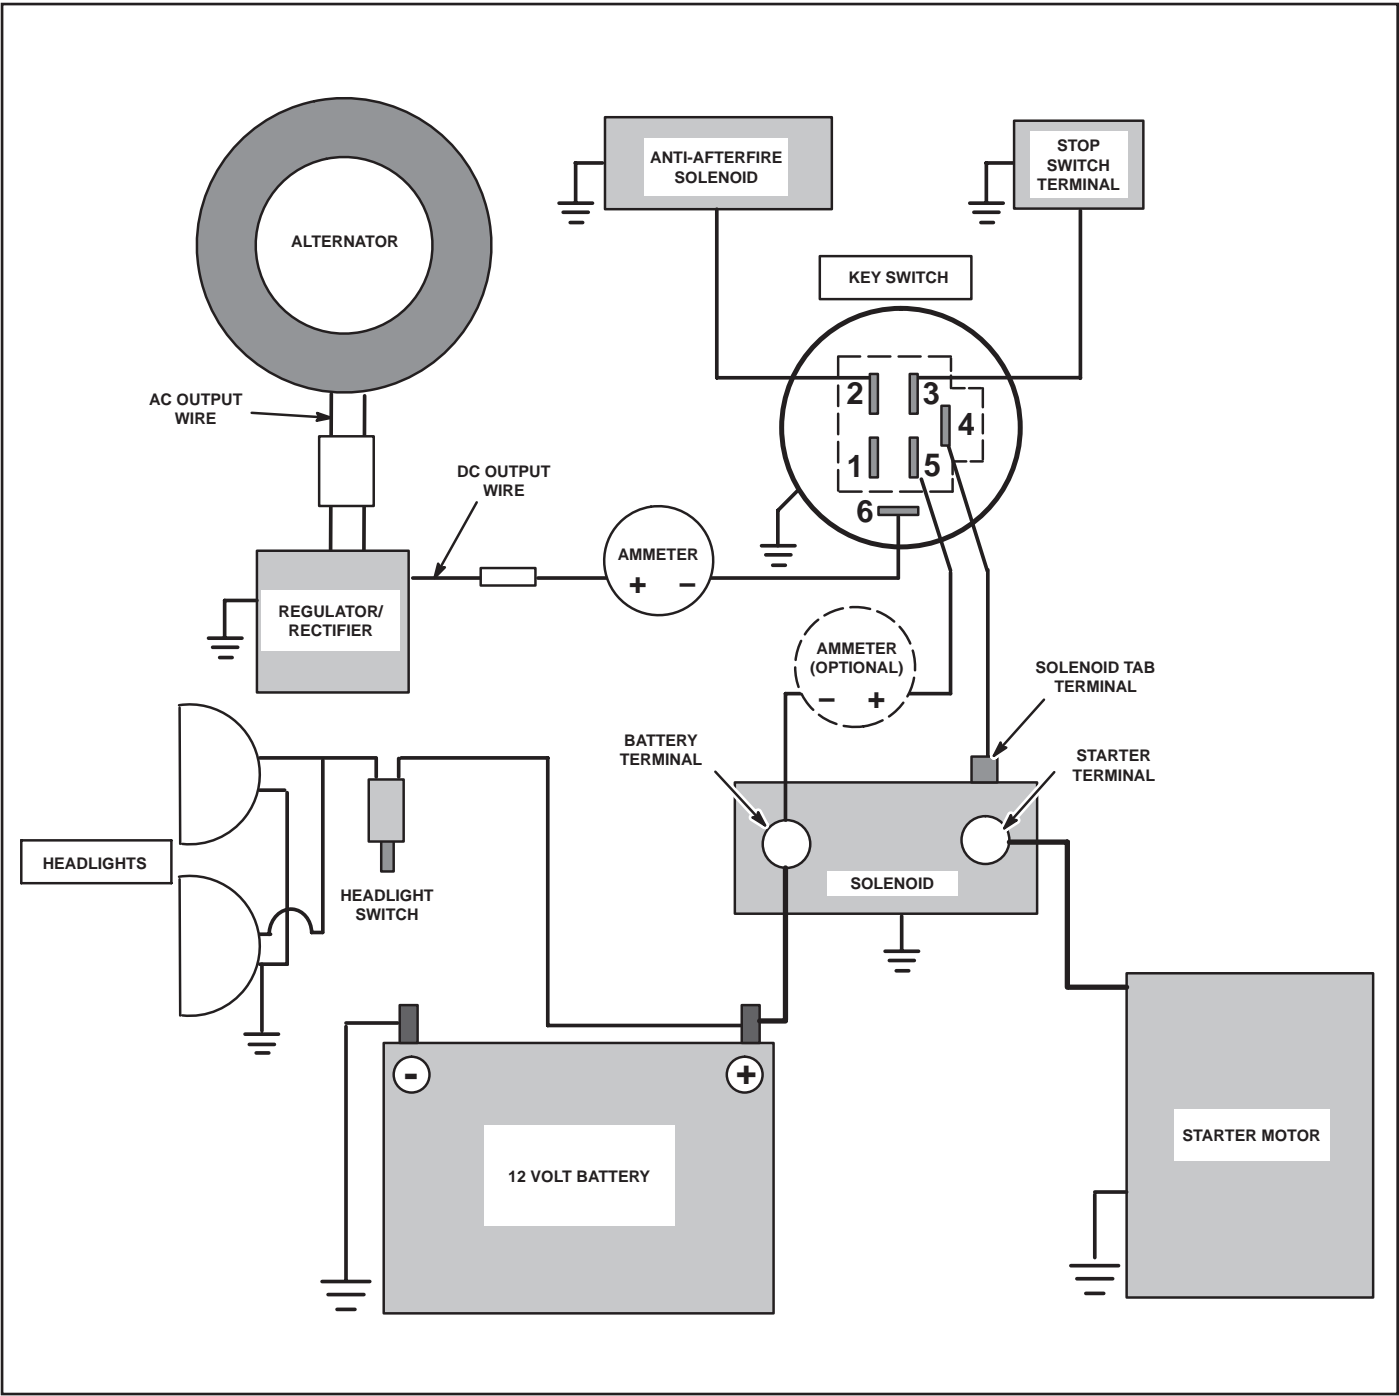 ANTI-AFTERFIRE
SOLENOID
STOP
SWITCH
TERMINAL
ALTERNATOR
KEY SWITCH
2
3
4
1
5
6
AC OUTPUT
WIRE
DC OUTPUT
WIRE
AMMETER
+ −
REGULATOR/
RECTIFIER
AMMETER
(OPTIONAL)
− +
SOLENOID TAB
TERMINAL
BATTERY
TERMINAL
STARTER
TERMINAL
HEADLIGHTS
HEADLIGHT
SWITCH
SOLENOID
- +
12 VOLT BATTERY
STARTER MOTOR